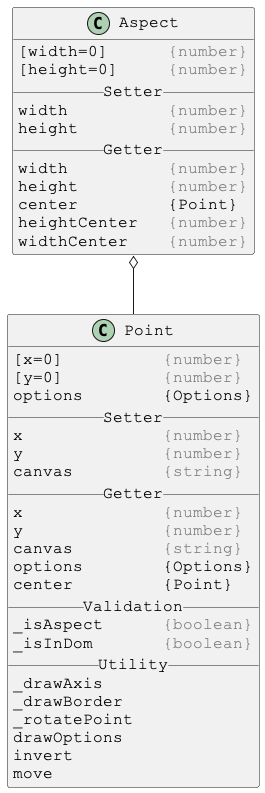 C Aspect
[width=0] {number}
[height=0] {number}
Setter
width {number}
height {number}
Getter
width {number}
height {number}
center {Point}
heightCenter {number}
widthCenter {number}
C Point
[x=0] {number}
[y=0] {number}
options {Options}
Setter
x {number}
y {number}
canvas {string}
Getter
x {number}
y {number}
canvas {string}
options {Options}
center {Point}
Validation
_isAspect {boolean}
_isInDom {boolean}
Utility
_drawAxis
_drawBorder
_rotatePoint
drawOptions
invert
move